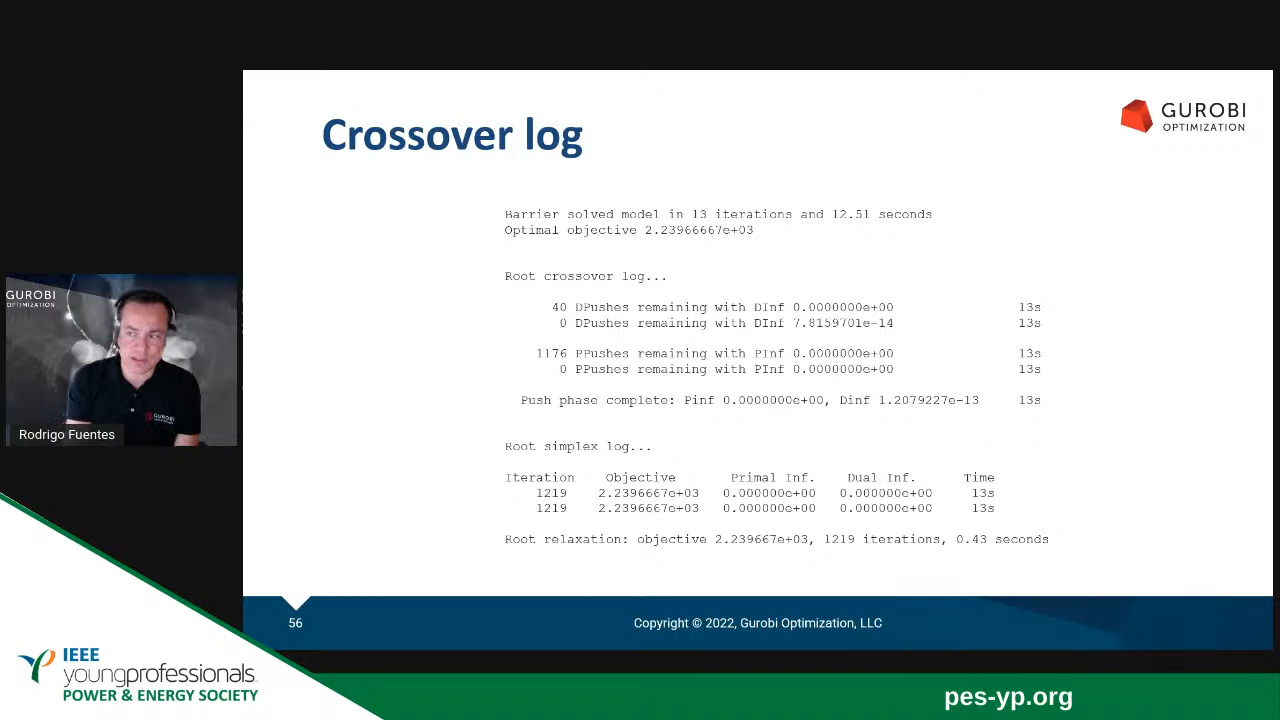 Crossover log
GUROBI
OPTIMIZATION
Barrier solved model in 13 iterations and 12.51 seconds
Optimal objective 2.23966667e+03
Root crossover log...
40 DPushes remaining with DInf 0.0000000e+00 13s
0 DPushes remaining with DInf 7.8159701e-14 13s
1176 PPushes remaining with PInf 0.0000000e+00 13s
0 PPushes remaining with PInf 0.0000000e+00 13s
Push phase complete: Pinf 0.0000000e+00, Dinf 1.2079227e-13 13s
Root simplex log...
Iteration Objective Primal Inf. Dual Inf. Time
1219 2.2396667e+03 0.000000e+00 0.000000e+00 13s
1219 2.2396667e+03 0.000000e+00 0.000000e+00 13s
Root relaxation: objective 2.239667e+03, 1219 iterations, 0.43 seconds
56
Copyright © 2022, Gurobi Optimization, LLC
GUROBI
OPTIMIZATION
GUROBI
Rodrigo Fuentes
IEEE
youngprofessionals
POWER & ENERGY SOCIETY
pes-yp.org